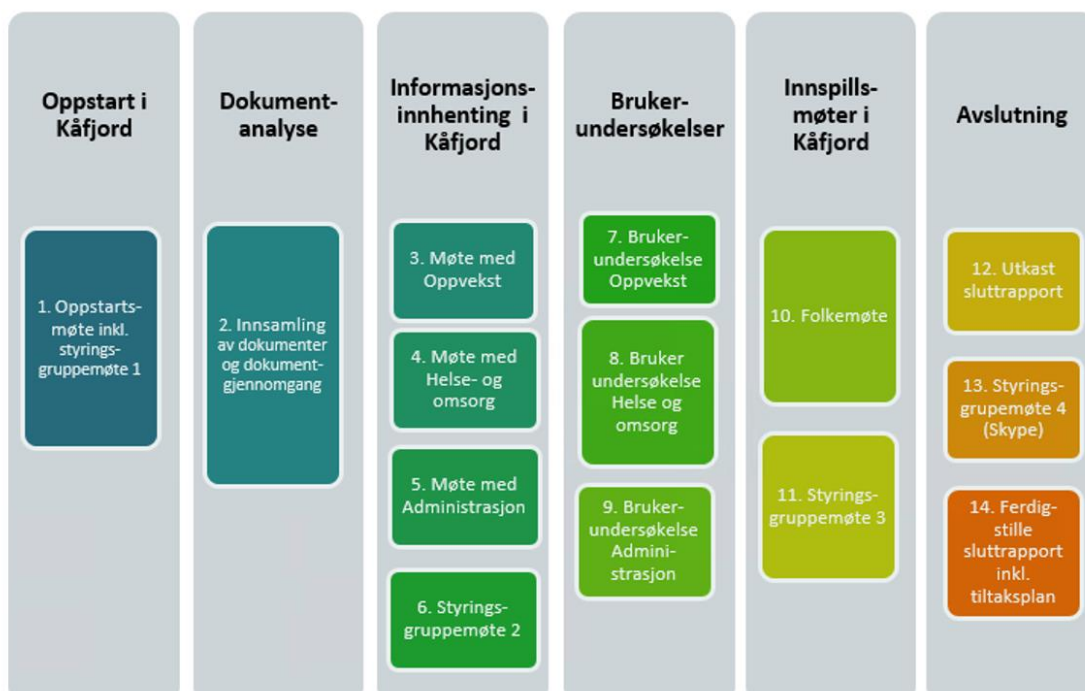 Oppstart i
Kåfjord
1. Oppstarts-
møte inkl.
styrings-
gruppemøte 1
Dokument-
analyse
2. Innsamling
av dokumenter
og dokument-
gjennomgang
Informasjons-
innhenting i
Kåfjord
3. Møte med
Oppvekst
4. Møte med
Helse- og
omsorg
5. Møte med
Administrasjon
6. Styrings-
gruppemøte 2
Bruker-
undersøkelser
7. Bruker-
undersøkelse
Oppvekst
8. Bruker
undersøkelse
Helse og
omsorg
9. Bruker-
undersøkelse
Admini-
strasjon
Innspills-
møter i
Kåfjord
10. Folkemøte
11. Styrings-
gruppemøte 3
Avslutning
12. Utkast
sluttrapport
13. Styrings-
grupemøte 4
(Skype)
14. Ferdig-
stille
sluttrapport
inkl.
tiltaksplan